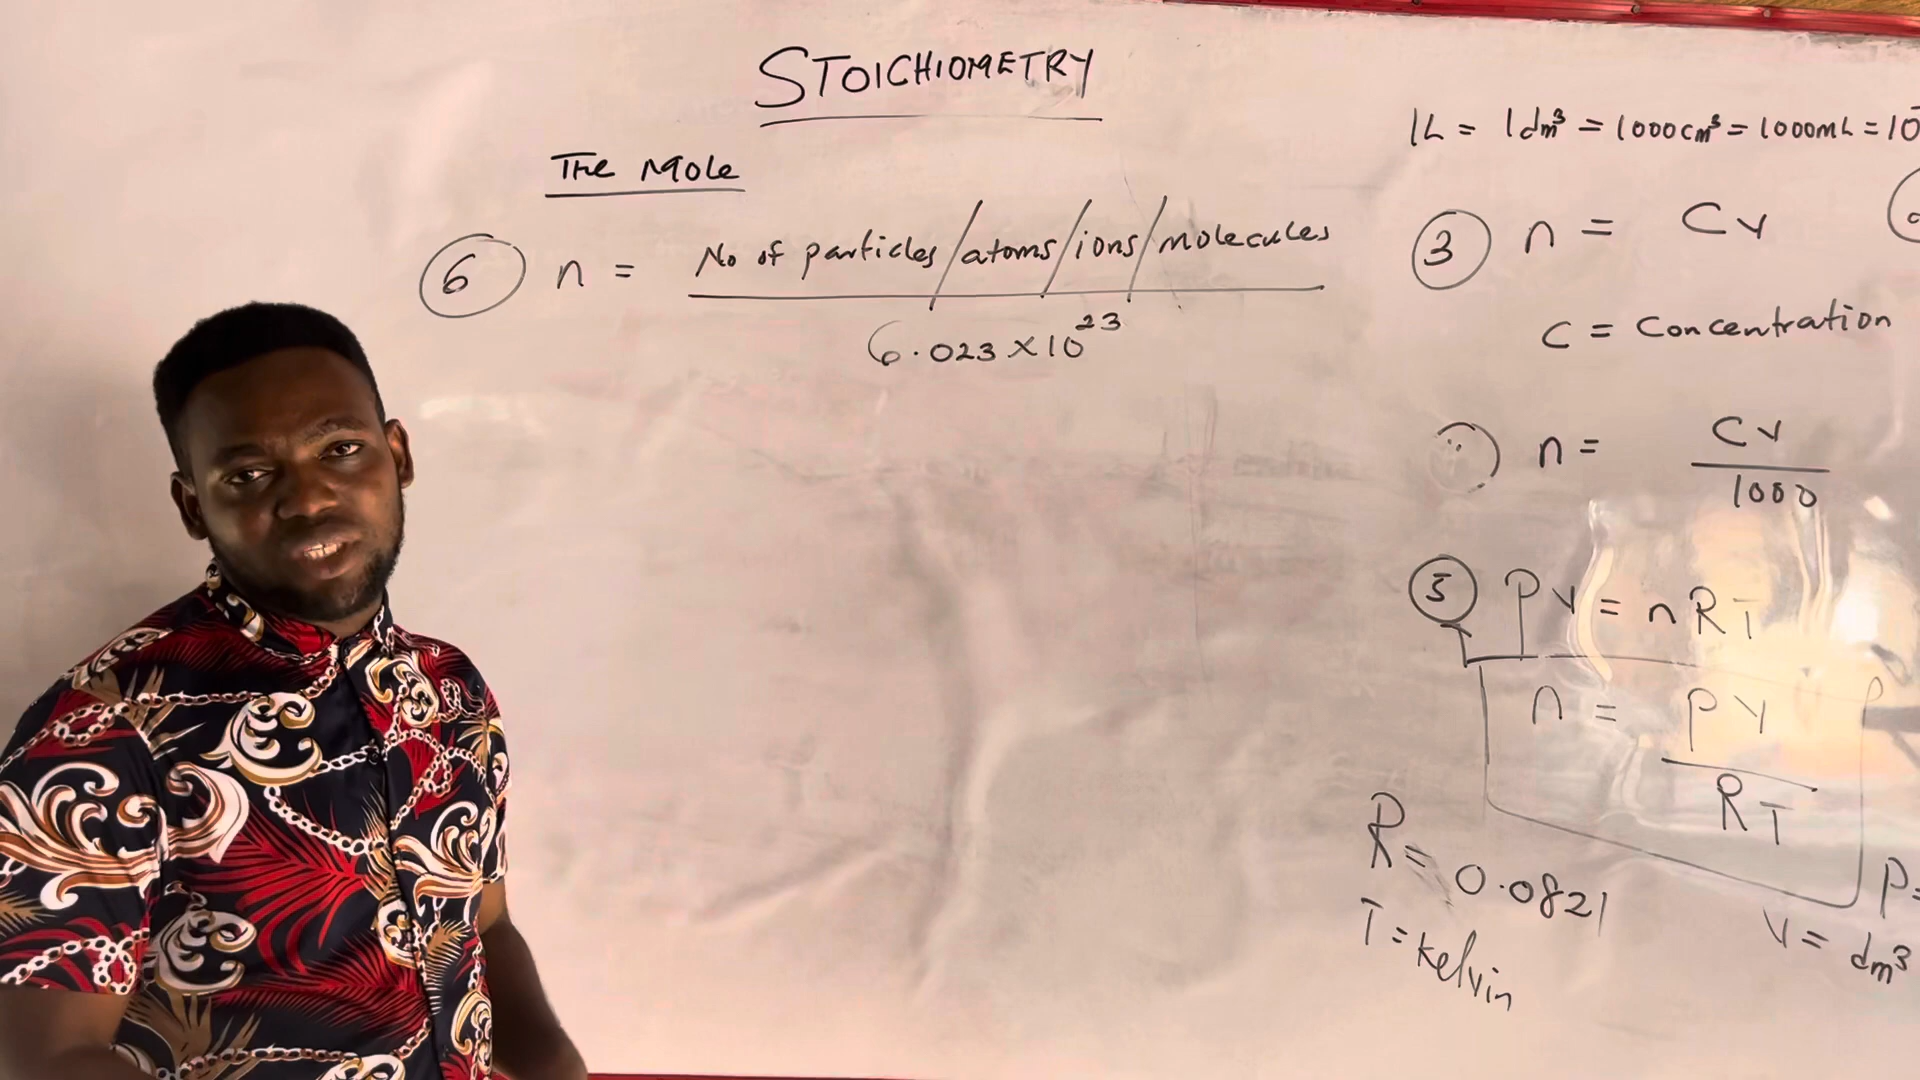 STOICHIOMETRY
The Mole
6 n = No of particles/atoms/ions/molecules
6.023 × 10²³
1L = 1dm³ = 1000cm³ = 1000mL = 10
3 n = CV
C = Concentration
n = CV
1000
5 PV = nRT
n = PV
RT
R = 0.0821
T = Kelvin
P =
V = dm³